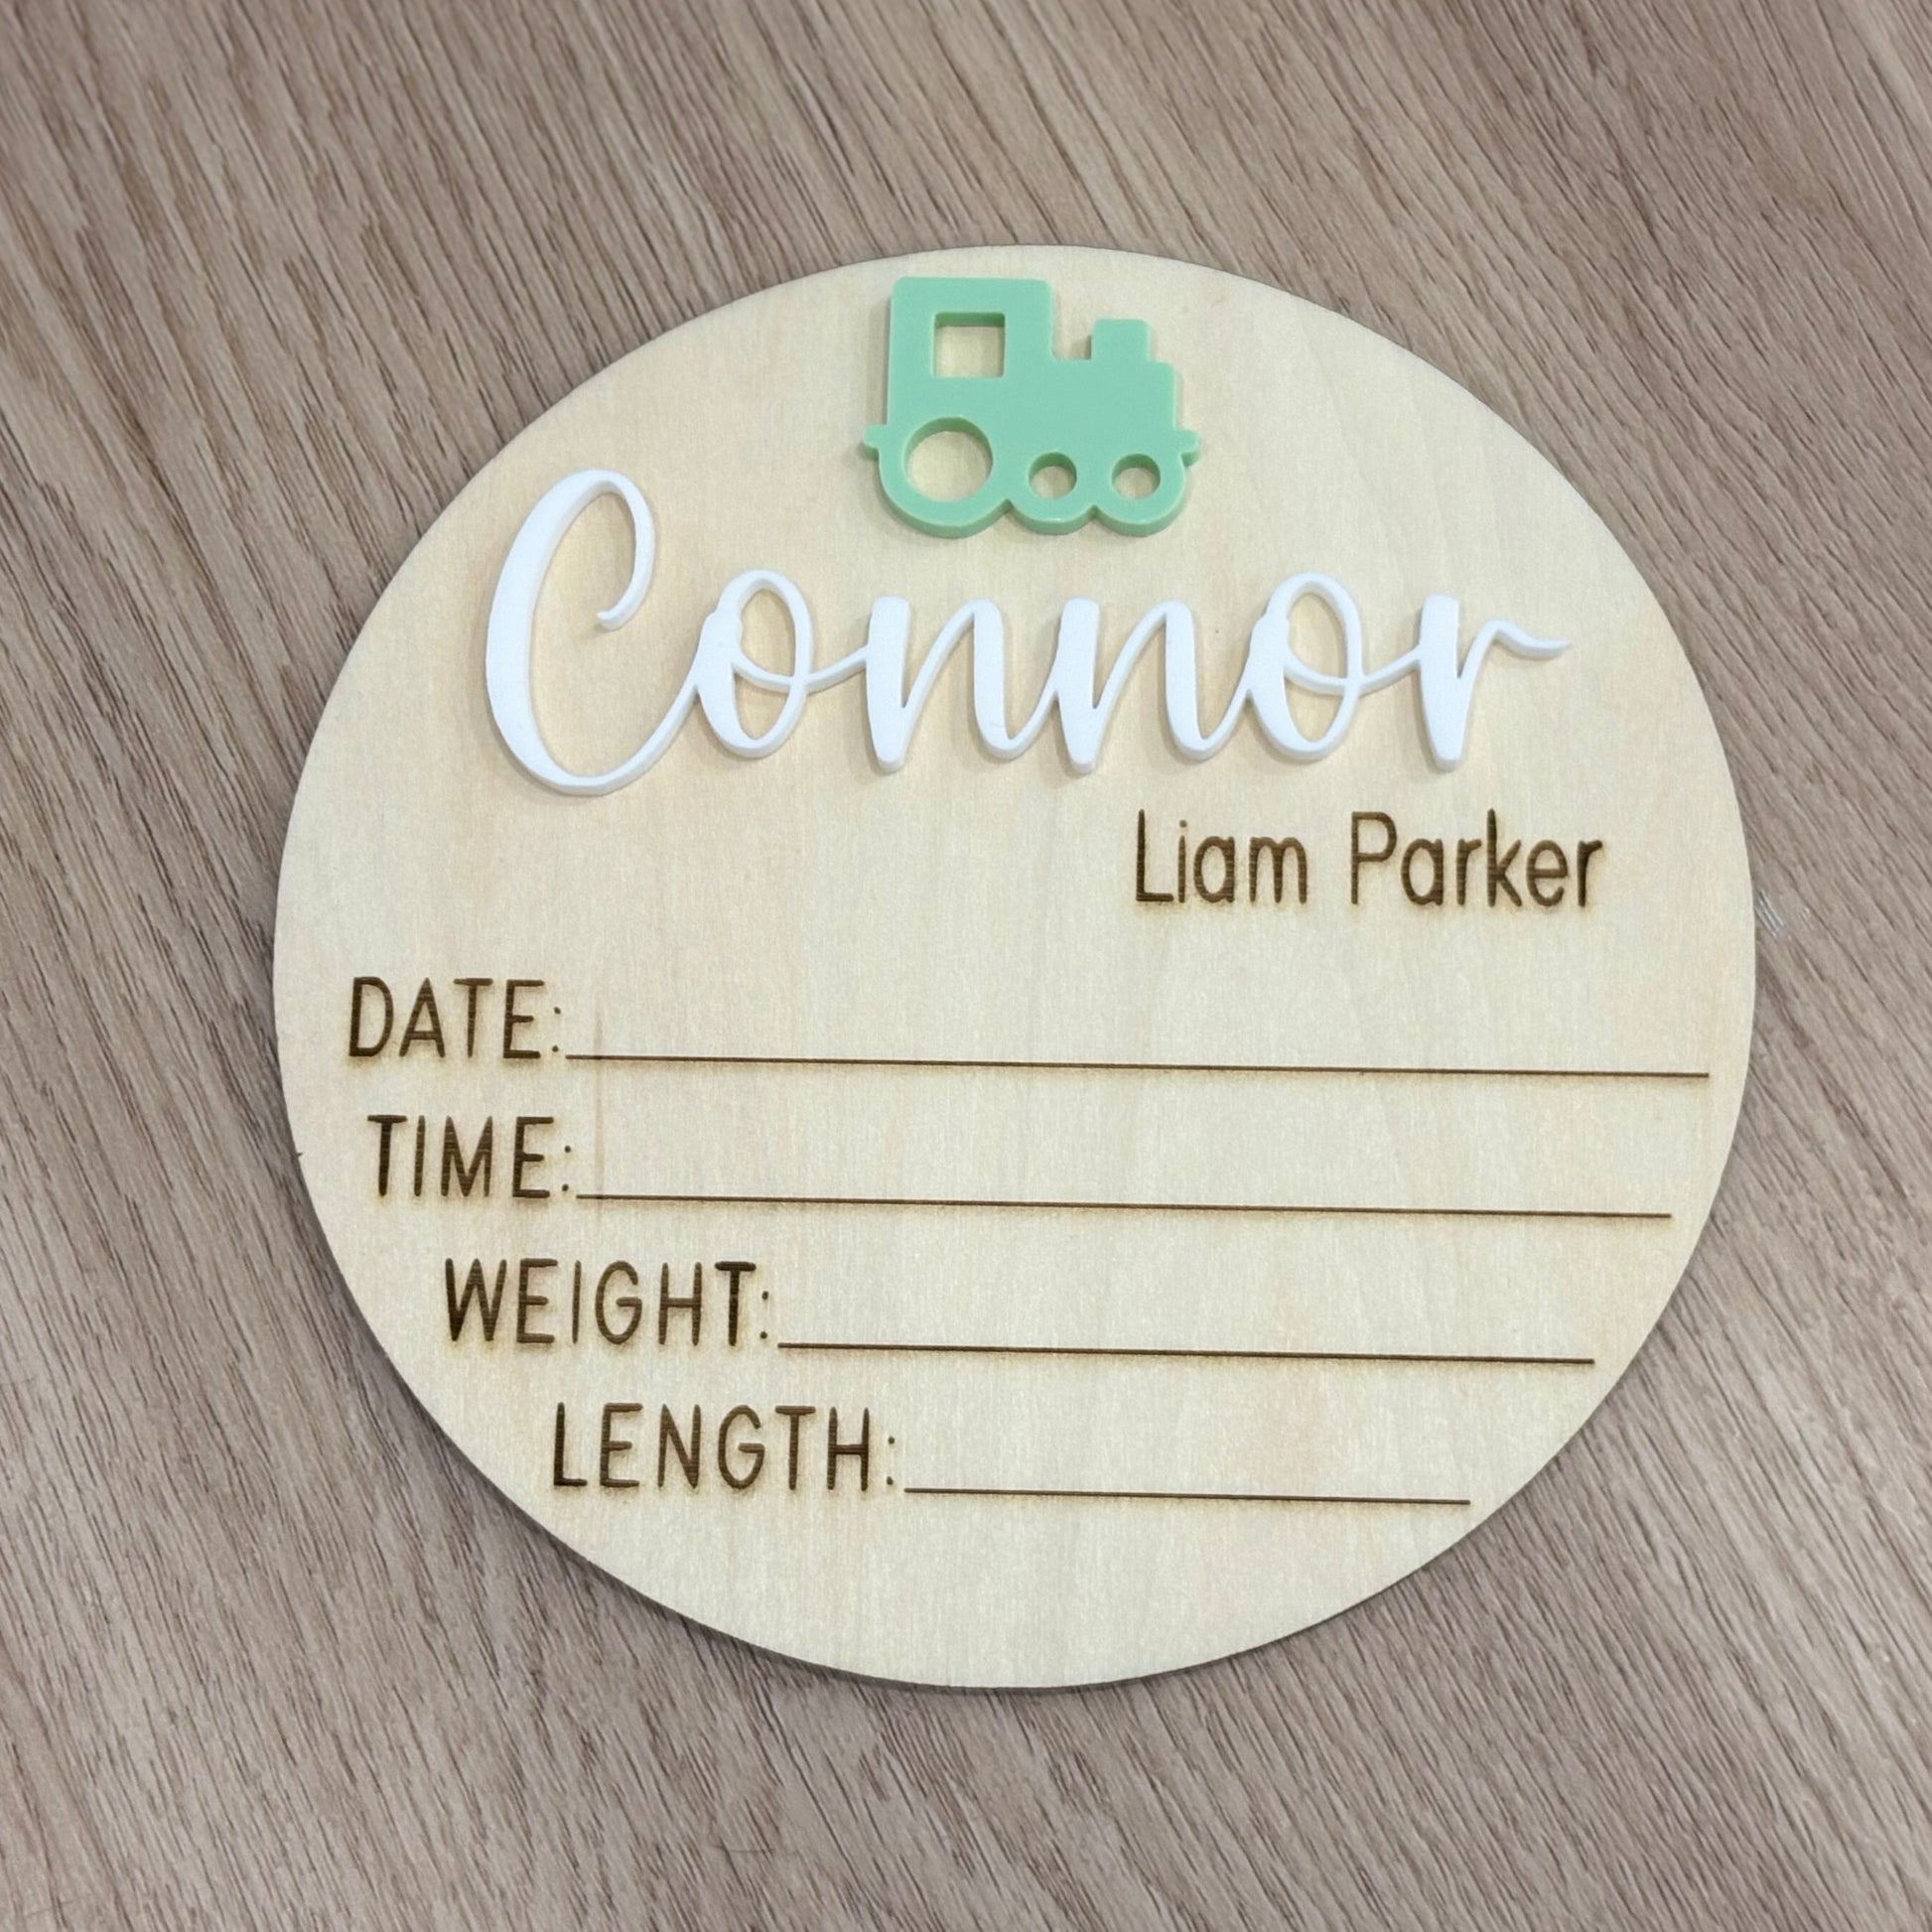 Connor
Liam Parker
DATE:
TIME:
WEIGHT:
LENGTH: